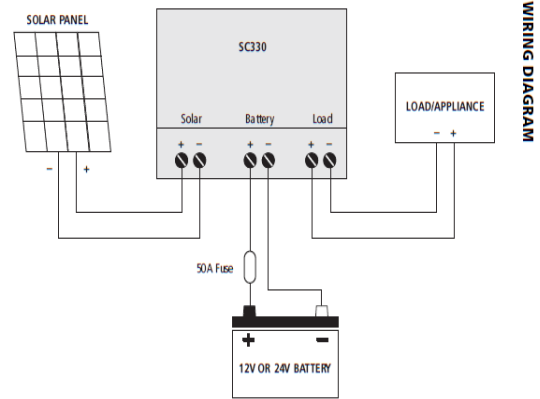 SOLAR PANEL
SC330
WIRING DIAGRAM
LOAD/APPLIANCE
Solar Battery Load
+ − + − + −
− +
− +
50A Fuse
+ −
12V OR 24V BATTERY